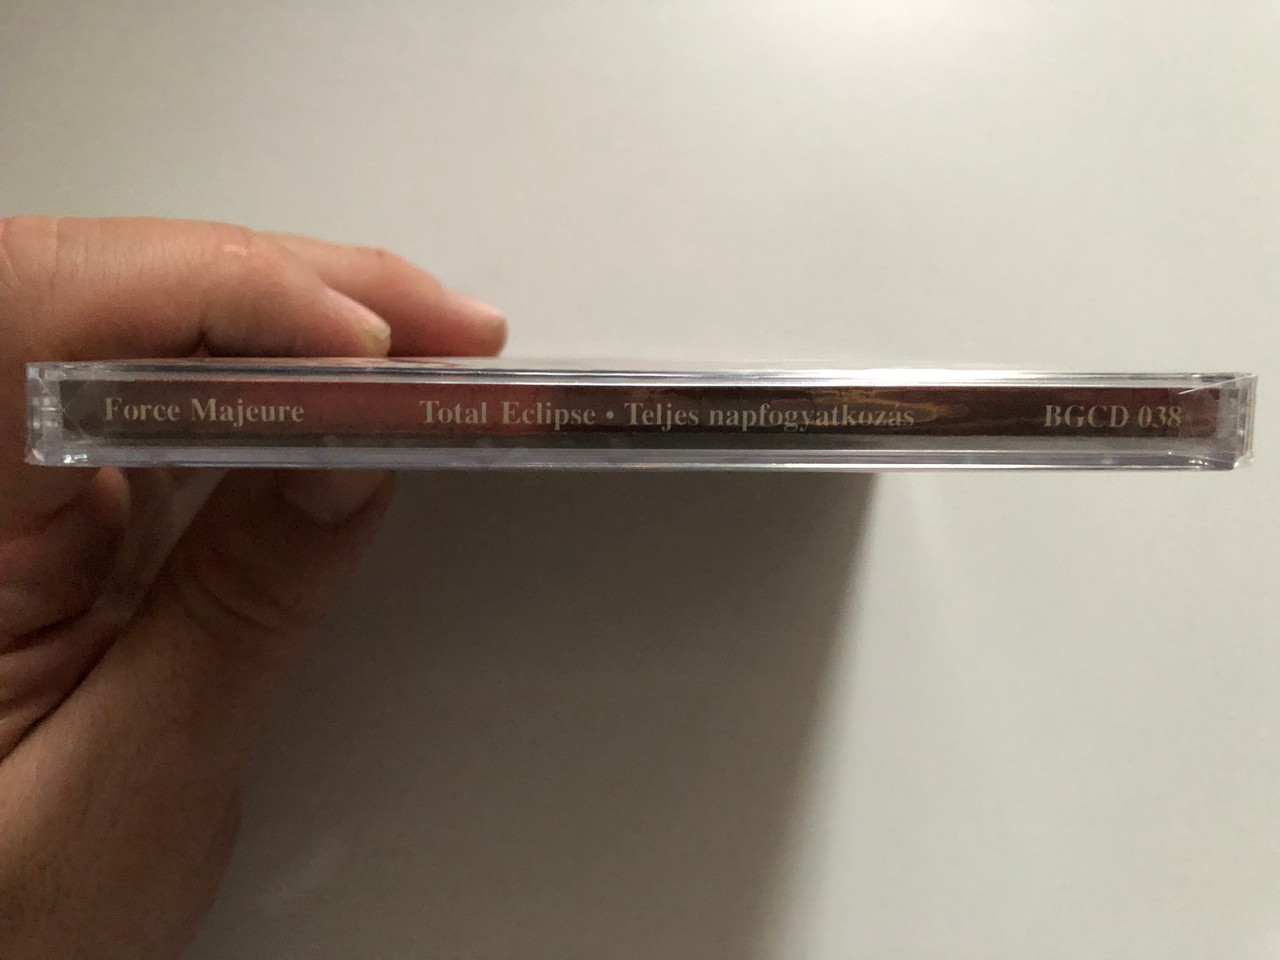 Force Majeure Total Eclipse • Teljes napfogyatkozás BGCD 038